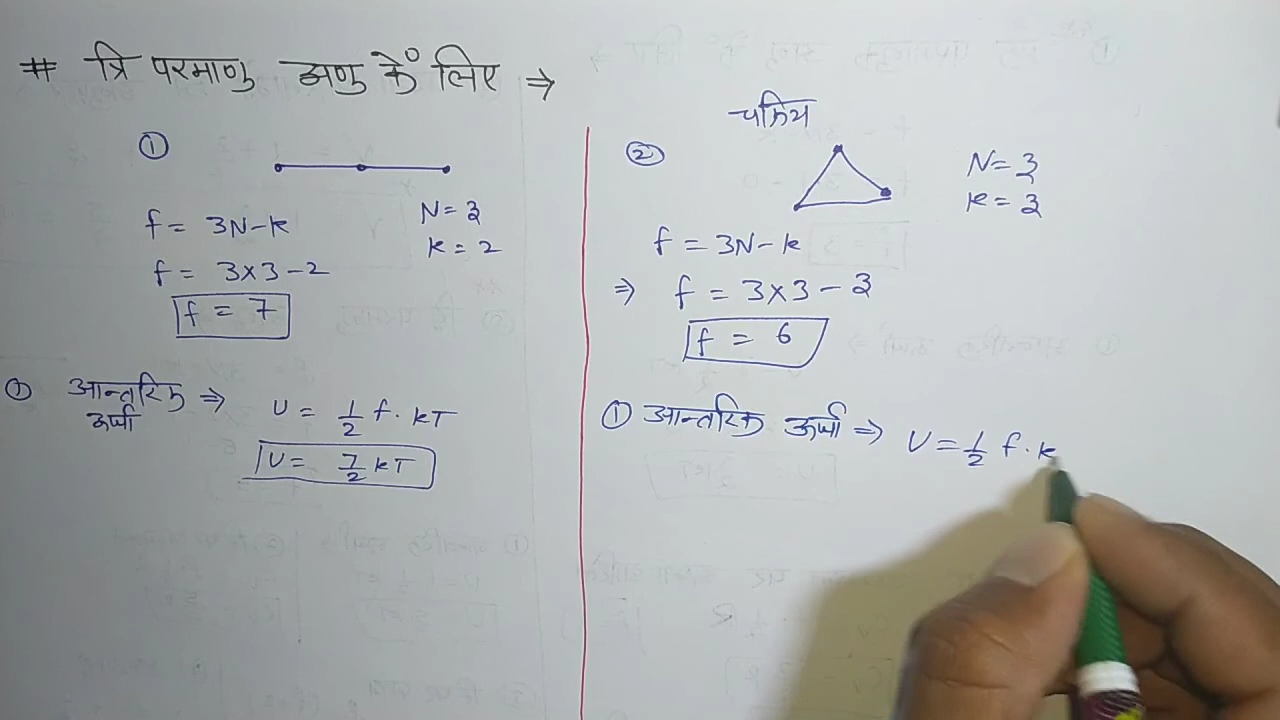 # त्रि परमाणु अणु के लिए ⇒
①
f = 3N-k
N=3
k=2
f = 3×3-2
f = 7
① आन्तरिक ऊर्जा ⇒ U = 1/2 f. kT
U = 7/2 kT
चक्रिय
②
N=3
k=3
f = 3N-k
⇒ f = 3×3-3
f = 6
① आन्तरिक ऊर्जा ⇒ U = 1/2 f. k